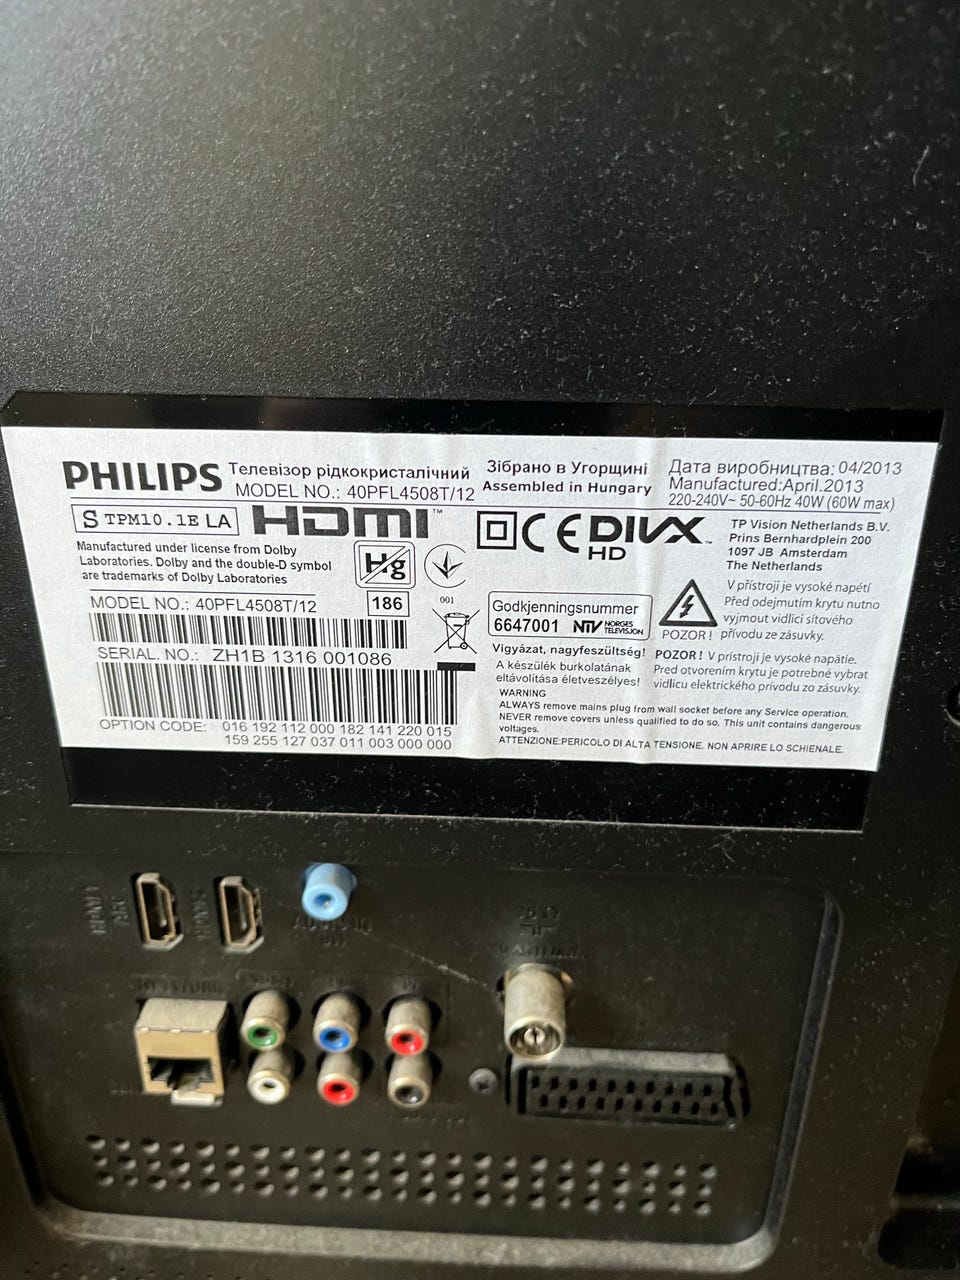 PHILIPS Телевізор рідкокристалічний
MODEL NO.: 40PFL4508T/12
Зібрано в Угорщині
Assembled in Hungary
Дата виробництва: 04/2013
Manufactured:April.2013
220-240V~ 50-60Hz 40W (60W max)
S TPM10.1E LA
HDMI™
Manufactured under license from Dolby
Laboratories. Dolby and the double-D symbol
are trademarks of Dolby Laboratories
Hg
CE DIVX™
HD
TP Vision Netherlands B.V.
Prins Bernhardplein 200
1097 JB Amsterdam
The Netherlands
MODEL NO.: 40PFL4508T/12
186
001
SERIAL. NO.: ZH1B 1316 001086
OPTION CODE: 016 192 112 000 182 141 220 015
159 255 127 037 011 003 000 000
Godkjenningsnummer
6647001 NTV NORGES
TELEVISJON
V přístroji je vysoké napětí
Před odejmutím krytu nutno
vyjmout vidlici síťového
POZOR ! přívodu ze zásuvky.
Vigyázat, nagyfeszültség!
A készülék burkolatának
eltávolítása életveszélyes!
POZOR ! V prístroji je vysoké napätie.
Pred otvorením krytu je potrebné vybrat
vidlicu elektrického prívodu zo zásuvky.
WARNING
ALWAYS remove mains plug from wall socket before any Service operation.
NEVER remove covers unless qualified to do so. This unit contains dangerous
voltages.
ATTENZIONE:PERICOLO DI ALTA TENSIONE. NON APRIRE LO SCHIENALE.
75 Ω